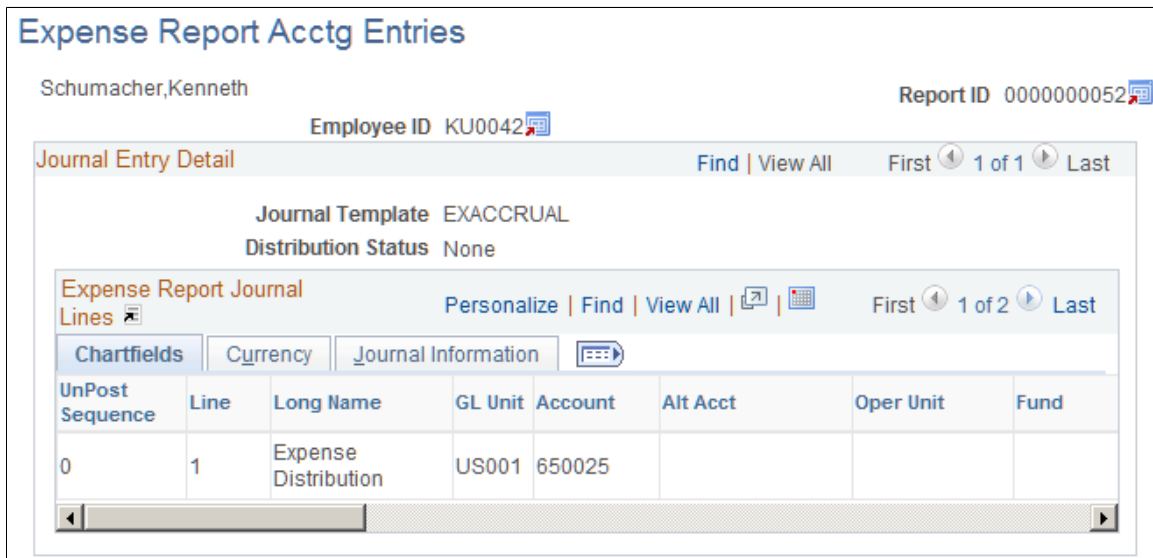 Expense Report Acctg Entries
Schumacher,Kenneth
Report ID 0000000052
Employee ID KU0042
Journal Entry Detail Find | View All First 1 of 1 Last
Journal Template EXACCRUAL
Distribution Status None
Expense Report Journal
Lines Personalize | Find | View All | | First 1 of 2 Last
Chartfields Currency Journal Information
UnPost
Sequence Line Long Name GL Unit Account Alt Acct Oper Unit Fund
0 1 Expense
Distribution US001 650025